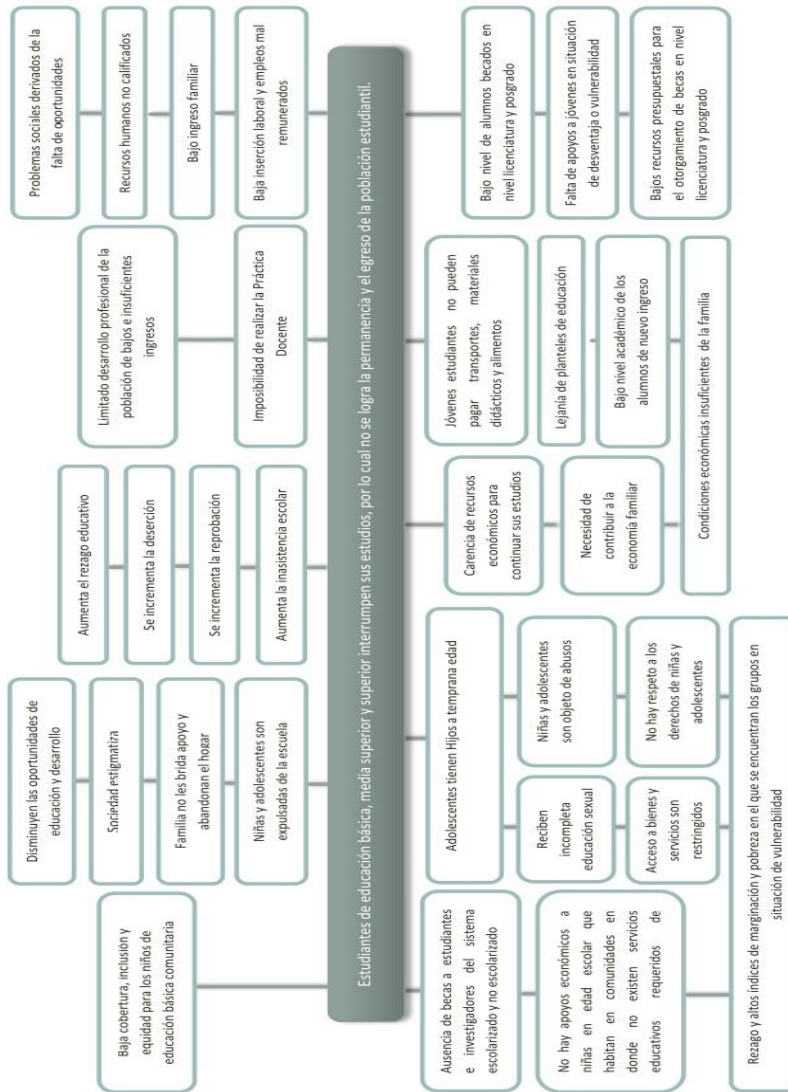 Baja cobertura, inclusion y
equidad para los niños de
educación básica comunitaria
Disminuyen las oportunidades de
educación y desarrollo
Sociedad estigmatiza
Familia no les brida apoyo y
abandonan el hogar
Niñas y adolescentes son
expulsadas de la escuela
Aumenta el rezago educativo
Se incrementa la deserción
Se incrementa la reprobación
Aumenta la inasistencia escolar
Limitado desarrollo profesional de la
población de bajos e insuficientes
ingresos
Imposibilidad de realizar la Práctica
Docente
Problemas sociales derivados de la
falta de oportunidades
Recursos humanos no calificados
Bajo ingreso familiar
Baja inserción laboral y empleos mal
remunerados
Estudiantes de educación básica, media superior y superior interrumpen sus estudios, por lo cual no se logra la permanencia y el egreso de la población estudiantil.
Ausencia de becas a estudiantes
e investigadores del sistema
escolarizado y no escolarizado
No hay apoyos económicos a
niñas en edad escolar que
habitan en comunidades en
donde no existen servicios
educativos requeridos de
Adolescentes tienen Hijos a temprana edad
Reciben
incompleta
educación sexual
Acceso a bienes y
servicios son
restringidos
Niñas y adolescentes
son objeto de abusos
No hay respeto a los
derechos de niñas y
adolescentes
Rezago y altos índices de marginación y pobreza en el que se encuentran los grupos en
situación de vulnerabilidad
Carencia de recursos
económicos para
continuar sus estudios
Necesidad de
contribuir a la
economía familiar
Jóvenes estudiantes no pueden
pagar transportes, materiales
didácticos y alimentos
Lejanía de planteles de educación
Bajo nivel académico de los
alumnos de nuevo ingreso
Condiciones económicas insuficientes de la familia
Bajo nivel de alumnos becados en
nivel licenciatura y posgrado
Falta de apoyos a jóvenes en situación
de desventaja o vulnerabilidad
Bajos recursos presupuestales para
el otorgamiento de becas en nivel
licenciatura y posgrado